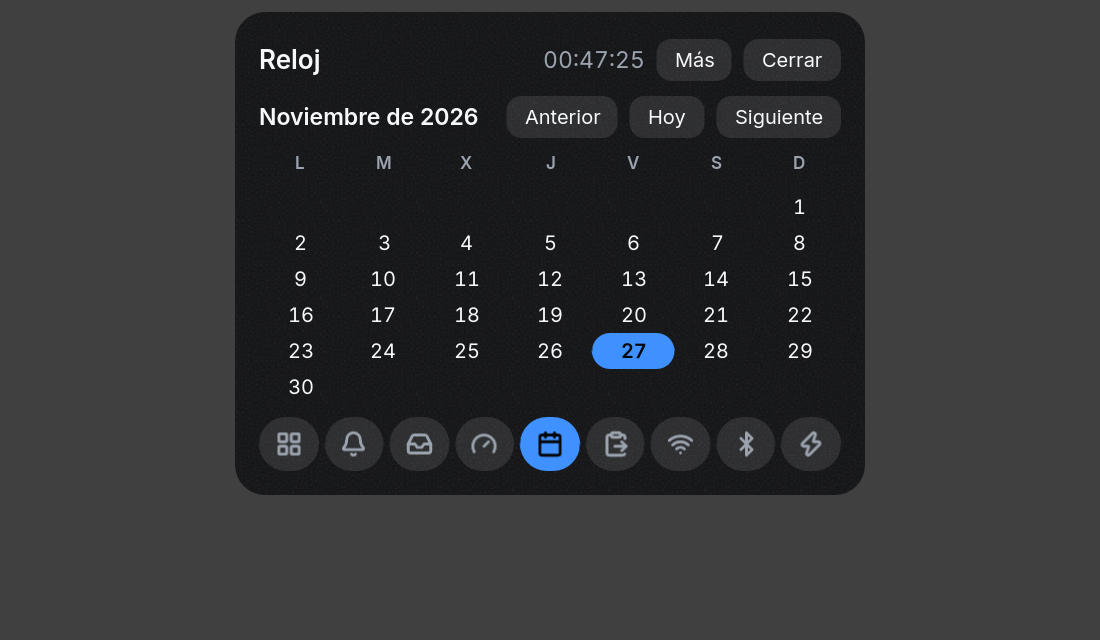 Reloj 00:47:25 Más Cerrar
Noviembre de 2026 Anterior Hoy Siguiente
L M X J V S D
1
2 3 4 5 6 7 8
9 10 11 12 13 14 15
16 17 18 19 20 21 22
23 24 25 26 27 28 29
30